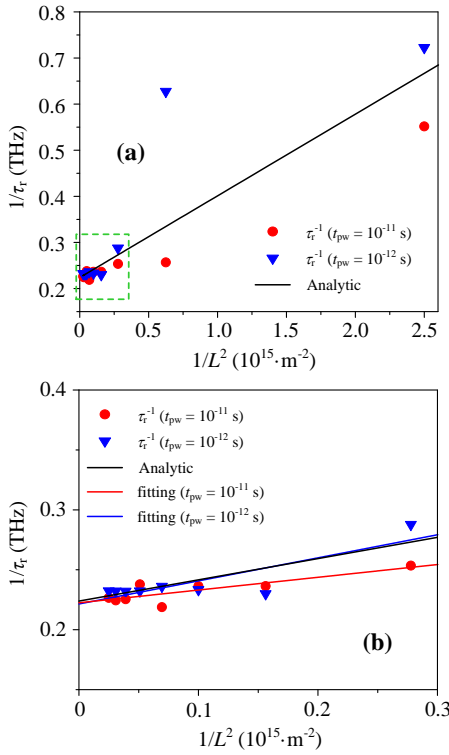 0.8
0.7
0.6
0.5
0.4
0.3
0.2
1/τr (THz)
(a)
τr-1 (tpw = 10-11 s)
τr-1 (tpw = 10-12 s)
Analytic
0.0 0.5 1.0 1.5 2.0 2.5
1/L2 (1015·m-2)
0.4
0.3
0.2
1/τr (THz)
τr-1 (tpw = 10-11 s)
τr-1 (tpw = 10-12 s)
Analytic
fitting (tpw = 10-11 s)
fitting (tpw = 10-12 s)
(b)
0 0.1 0.2 0.3
1/L2 (1015·m-2)